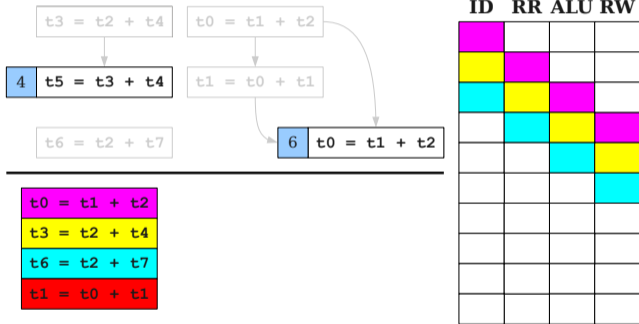 t3 = t2 + t4
t0 = t1 + t2
4 t5 = t3 + t4
t1 = t0 + t1
t6 = t2 + t7
6 t0 = t1 + t2
t0 = t1 + t2
t3 = t2 + t4
t6 = t2 + t7
t1 = t0 + t1
ID RR ALU RW